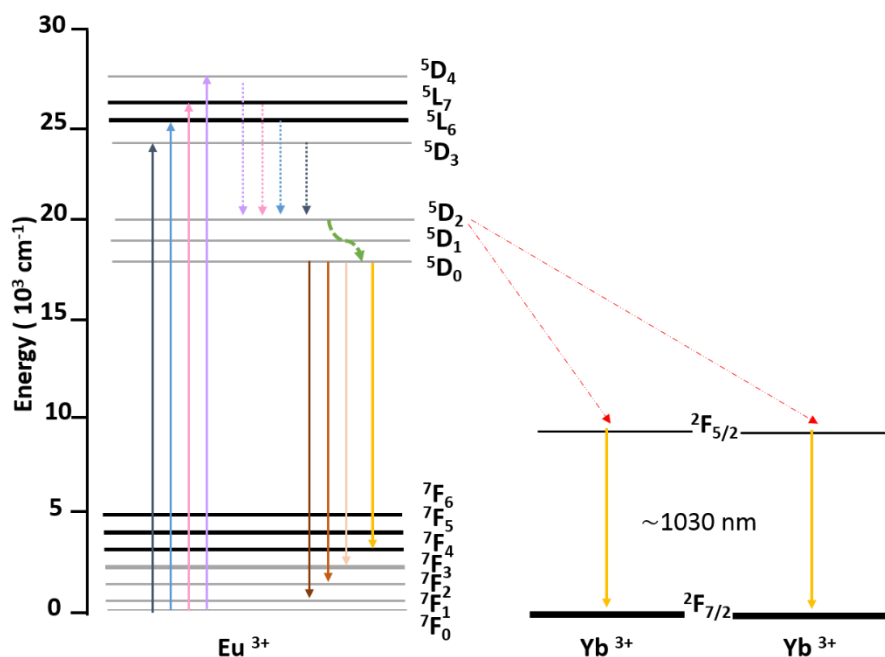 30
25
20
15
10
5
0
Energy ( 10³ cm⁻¹)
⁵D₄
⁵L₇
⁵L₆
⁵D₃
⁵D₂
⁵D₁
⁵D₀
⁷F₆
⁷F₅
⁷F₄
⁷F₃
⁷F₂
⁷F₁
⁷F₀
Eu ³⁺
²F₅/₂
~1030 nm
²F₇/₂
Yb ³⁺
Yb ³⁺